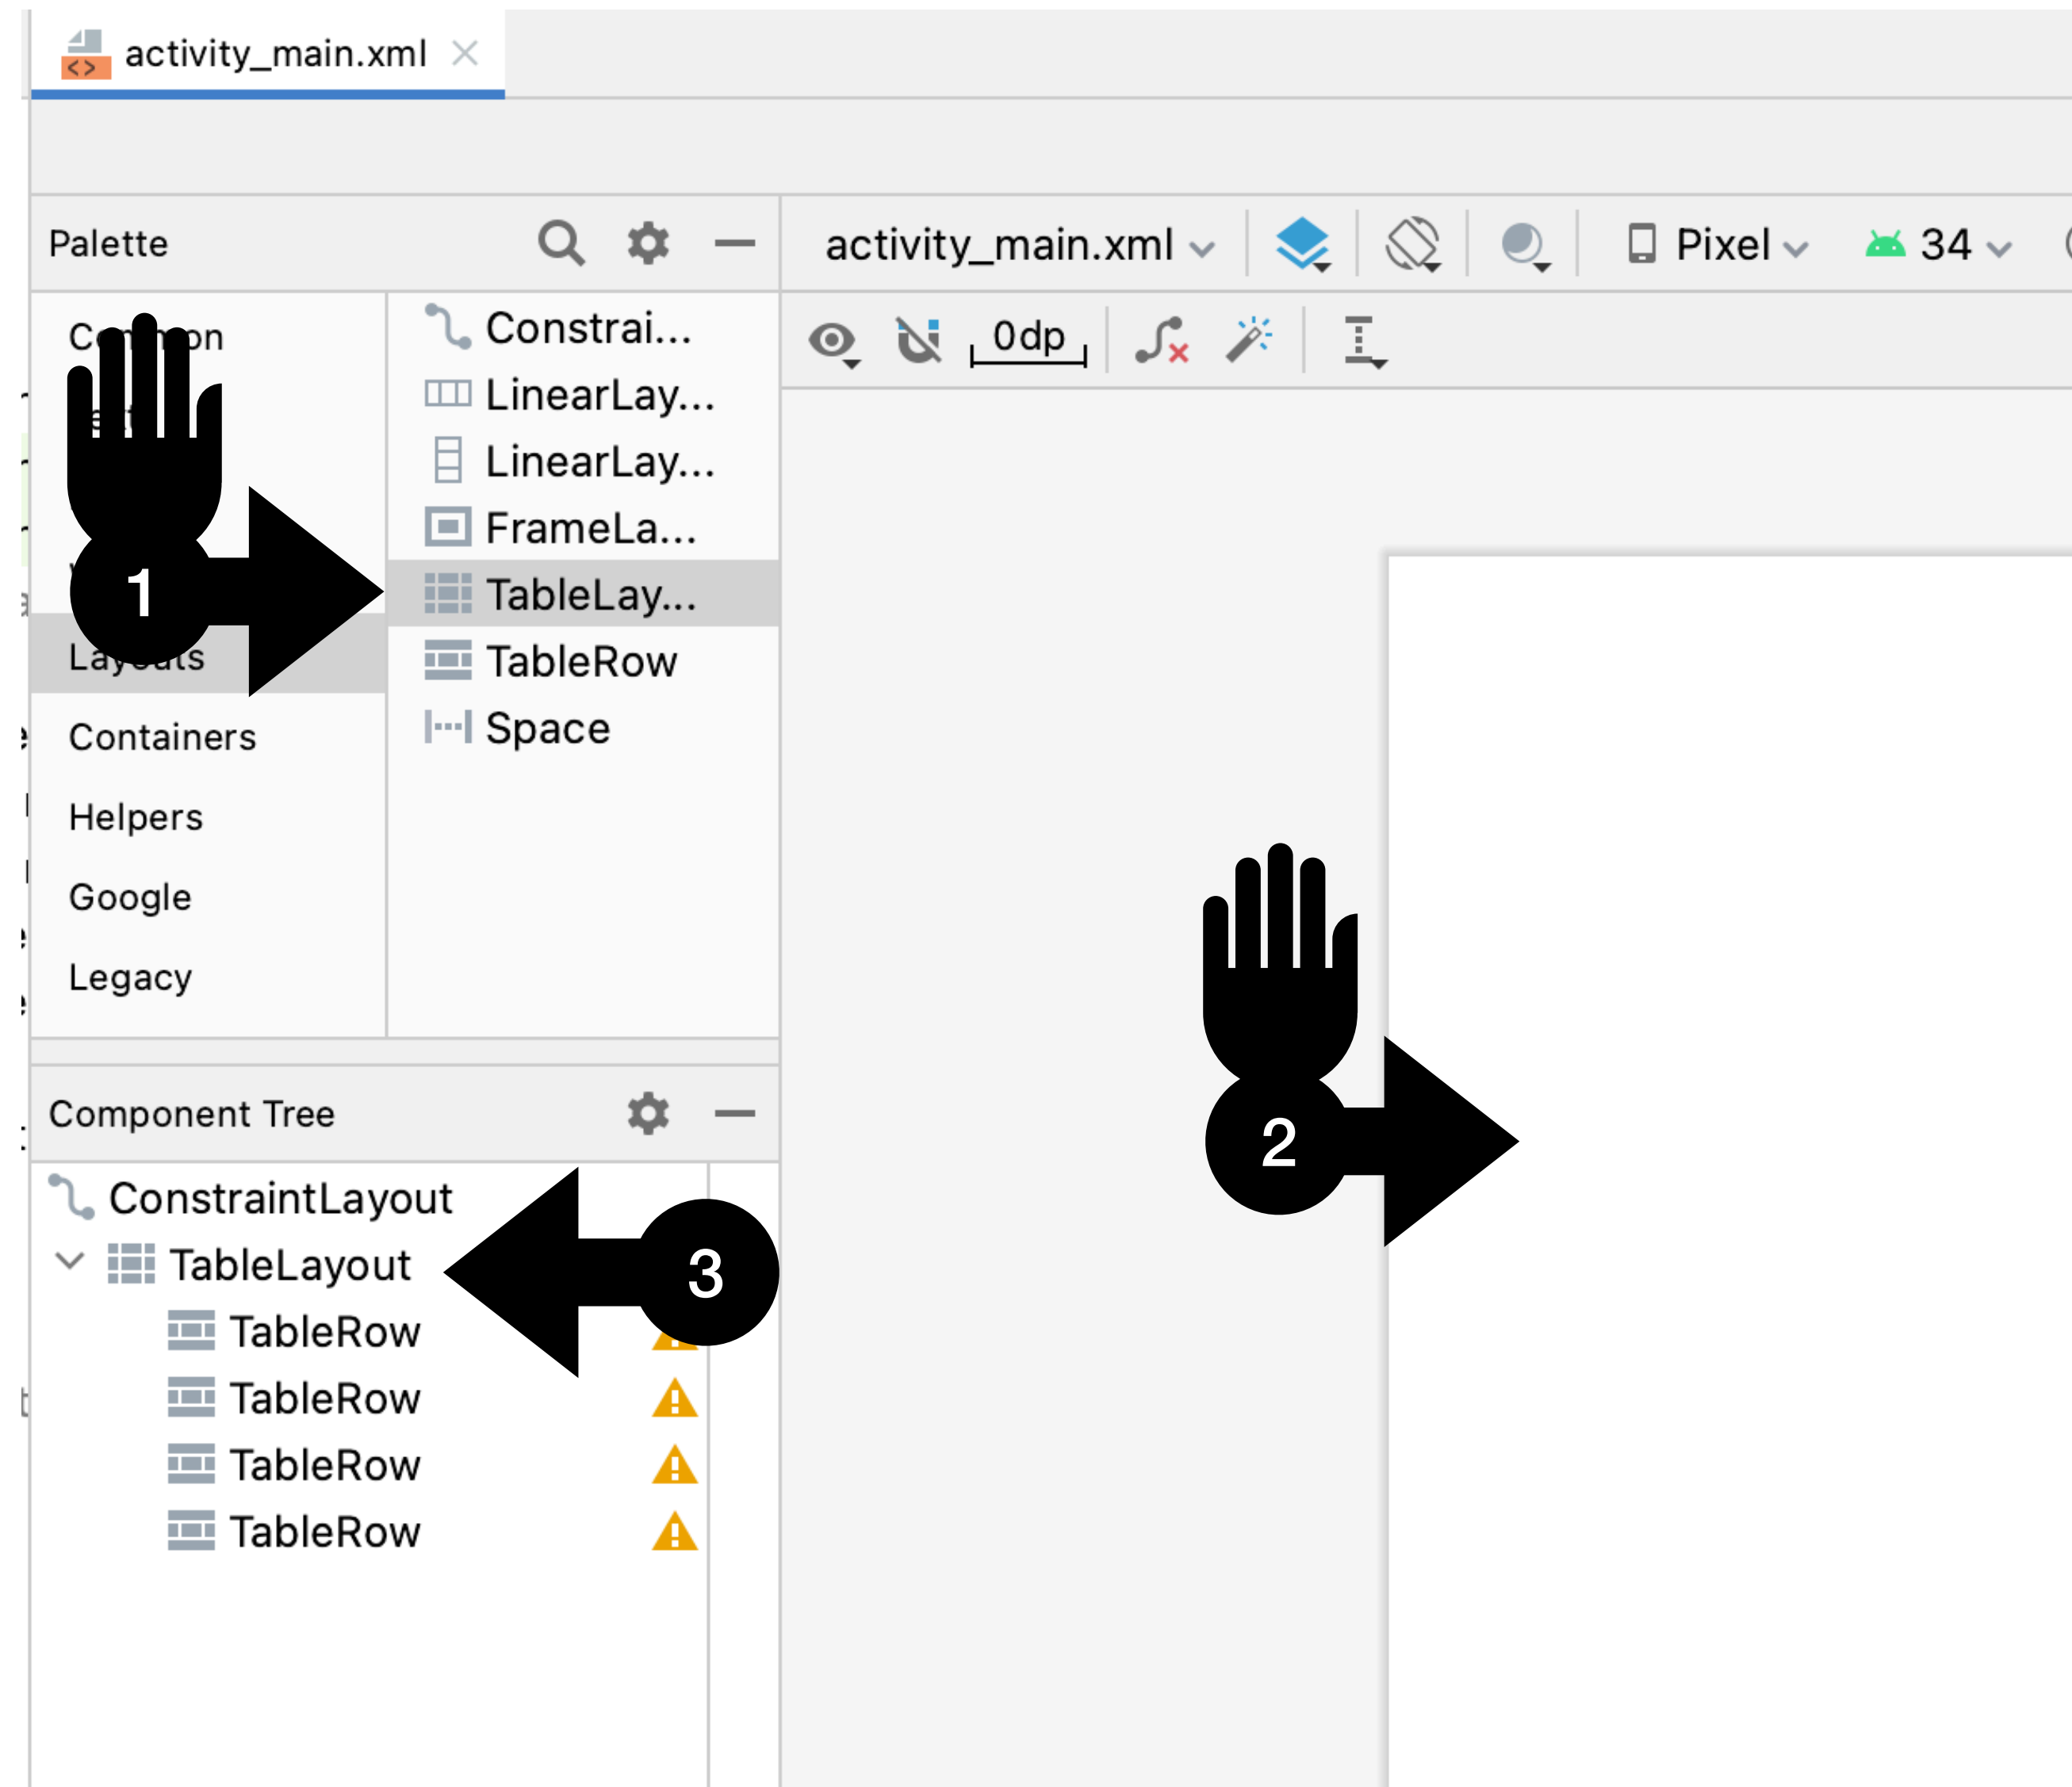 activity_main.xml
Palette
activity_main.xml
Pixel
34
0dp
Layouts
Containers
Helpers
Google
Legacy
Constrai...
LinearLay...
LinearLay...
FrameLa...
TableLay...
TableRow
Space
1
2
Component Tree
ConstraintLayout
TableLayout
3
TableRow
TableRow
TableRow
TableRow